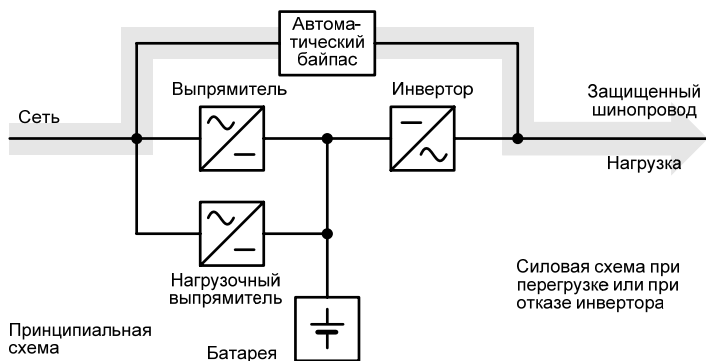 Автома-
тический
байпас
Выпрямитель
Инвертор
Защищенный
шинопровод
Сеть
Нагрузка
Нагрузочный
выпрямитель
Силовая схема при
перегрузке или при
отказе инвертора
Принципиальная
схема
Батарея